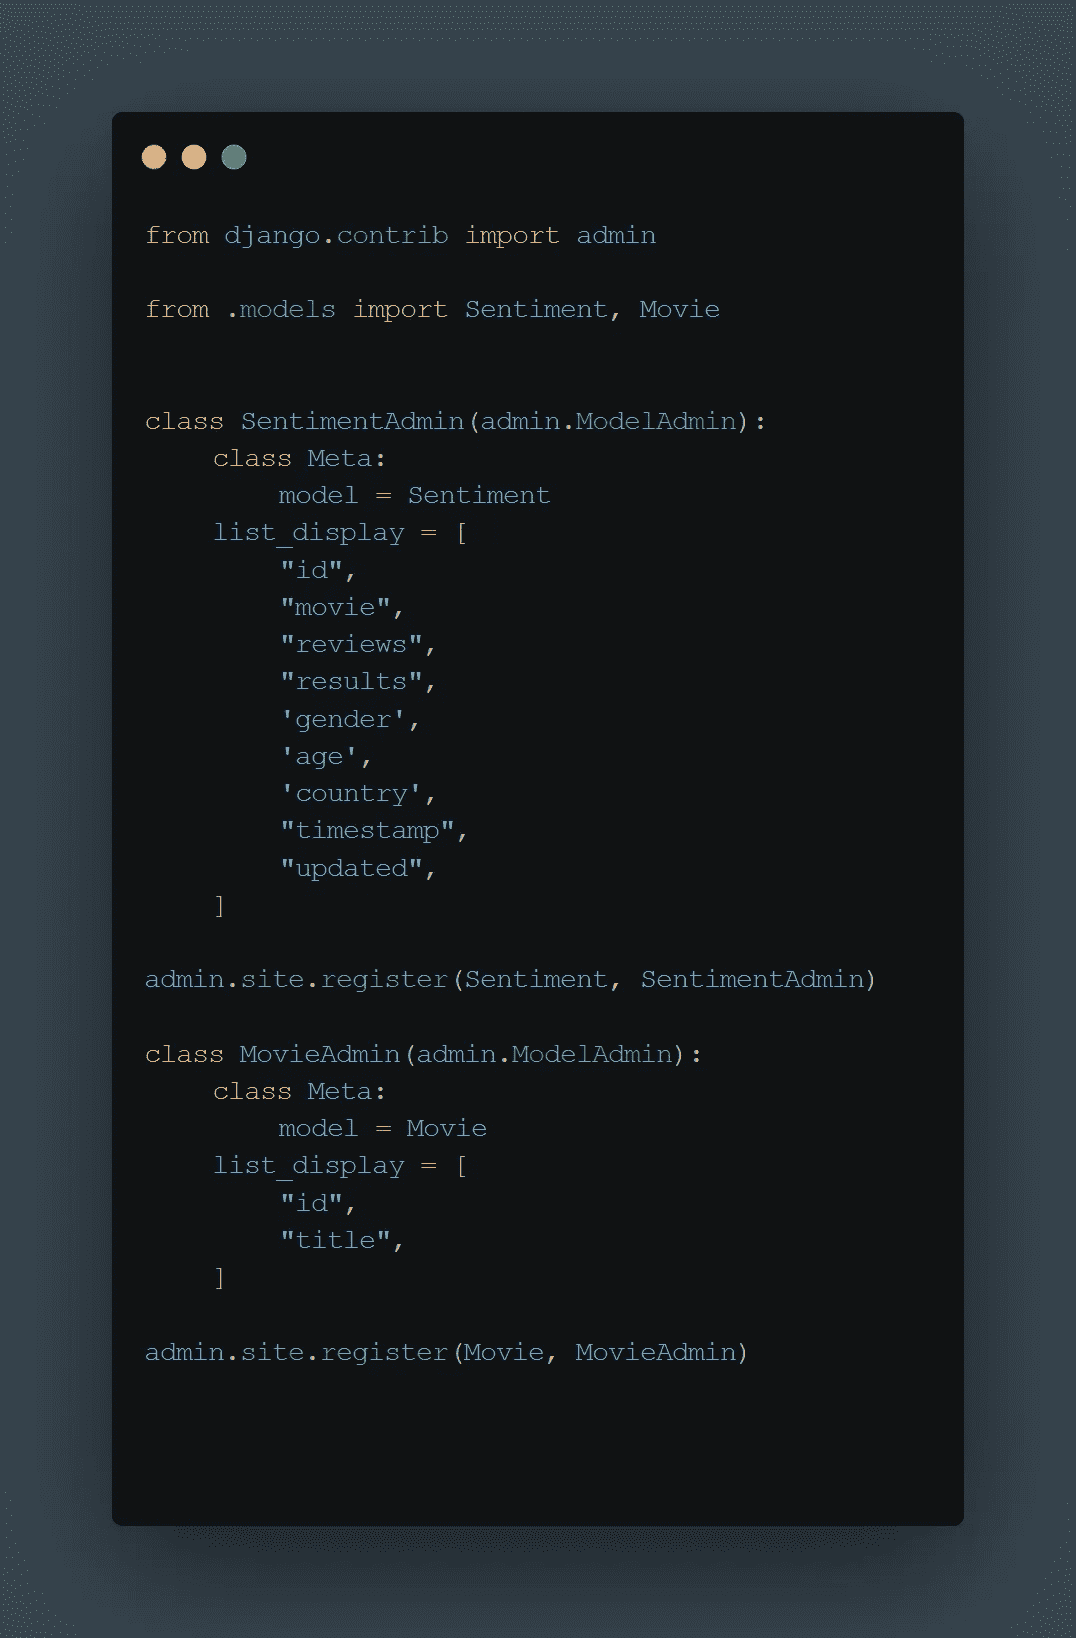 from django.contrib import admin

from .models import Sentiment, Movie


class SentimentAdmin(admin.ModelAdmin):
    class Meta:
        model = Sentiment
    list_display = [
        "id",
        "movie",
        "reviews",
        "results",
        'gender',
        'age',
        'country',
        "timestamp",
        "updated",
    ]

admin.site.register(Sentiment, SentimentAdmin)

class MovieAdmin(admin.ModelAdmin):
    class Meta:
        model = Movie
    list_display = [
        "id",
        "title",
    ]

admin.site.register(Movie, MovieAdmin)